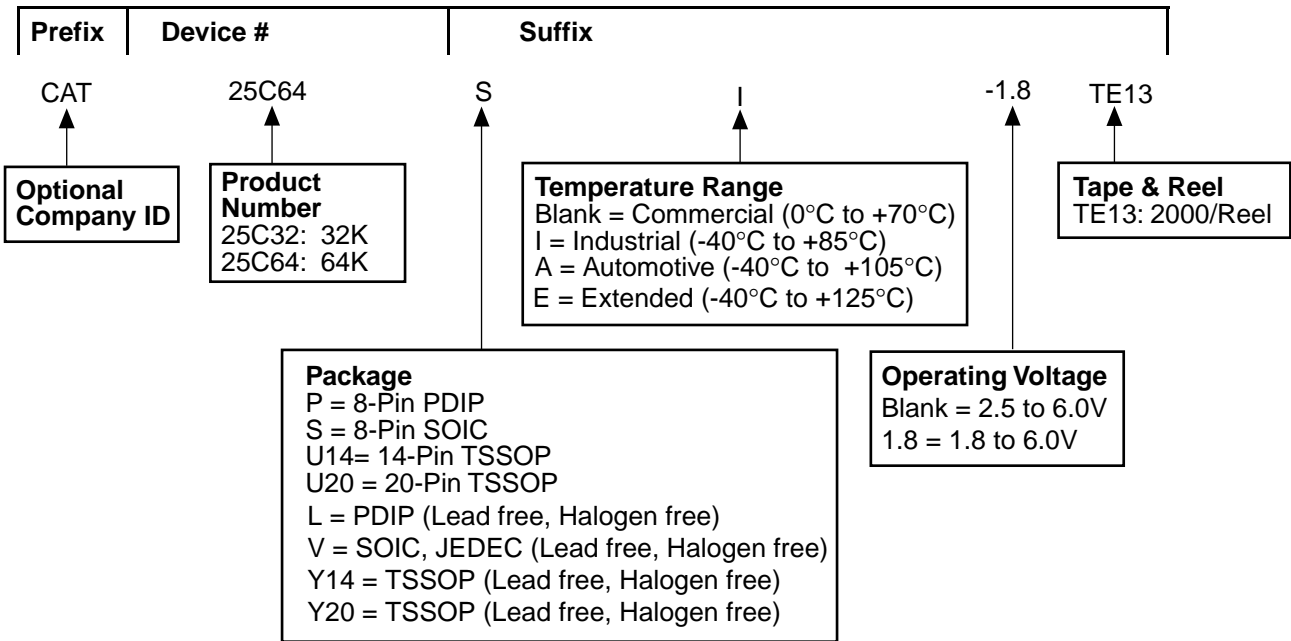 Prefix Device # Suffix
CAT 25C64 S I -1.8 TE13
Optional
Company ID
Product
Number
25C32: 32K
25C64: 64K
Temperature Range
Blank = Commercial (0°C to +70°C)
I = Industrial (-40°C to +85°C)
A = Automotive (-40°C to +105°C)
E = Extended (-40°C to +125°C)
Tape & Reel
TE13: 2000/Reel
Package
P = 8-Pin PDIP
S = 8-Pin SOIC
U14= 14-Pin TSSOP
U20 = 20-Pin TSSOP
L = PDIP (Lead free, Halogen free)
V = SOIC, JEDEC (Lead free, Halogen free)
Y14 = TSSOP (Lead free, Halogen free)
Y20 = TSSOP (Lead free, Halogen free)
Operating Voltage
Blank = 2.5 to 6.0V
1.8 = 1.8 to 6.0V